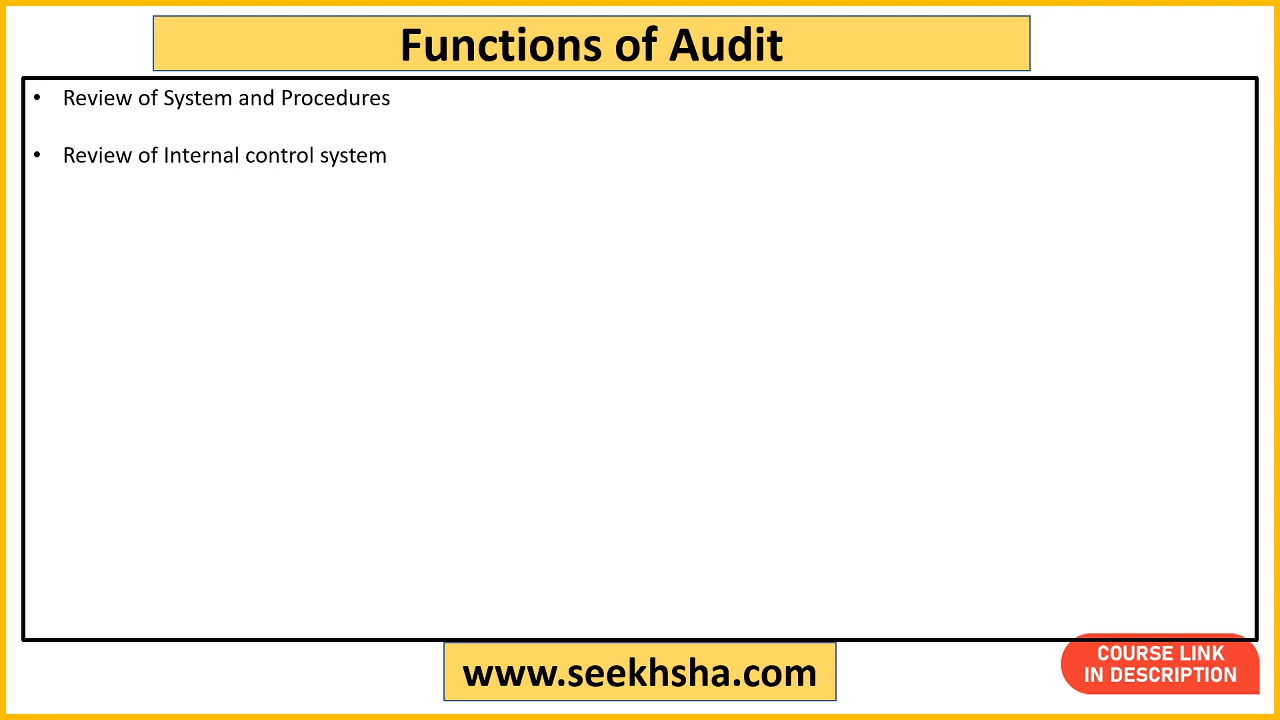 Functions of Audit
• Review of System and Procedures
• Review of Internal control system
www.seekhsha.com
COURSE LINK
IN DESCRIPTION